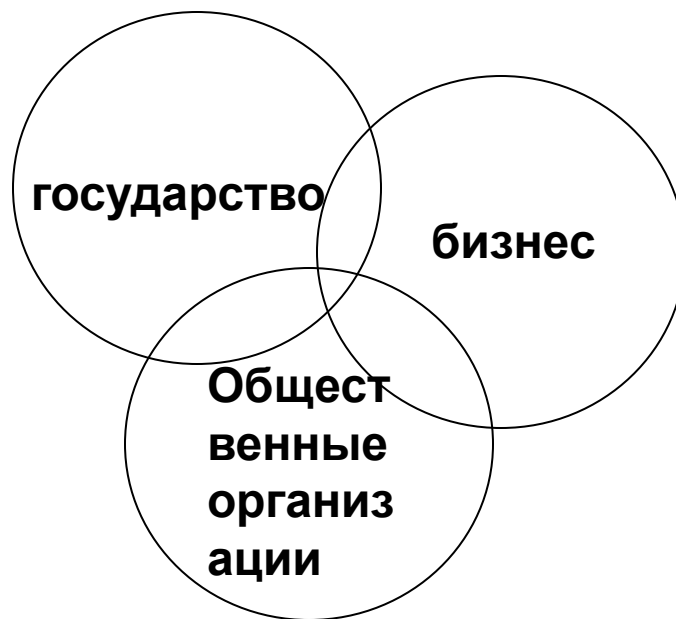 государство
бизнес
Общест
венные
организ
ации